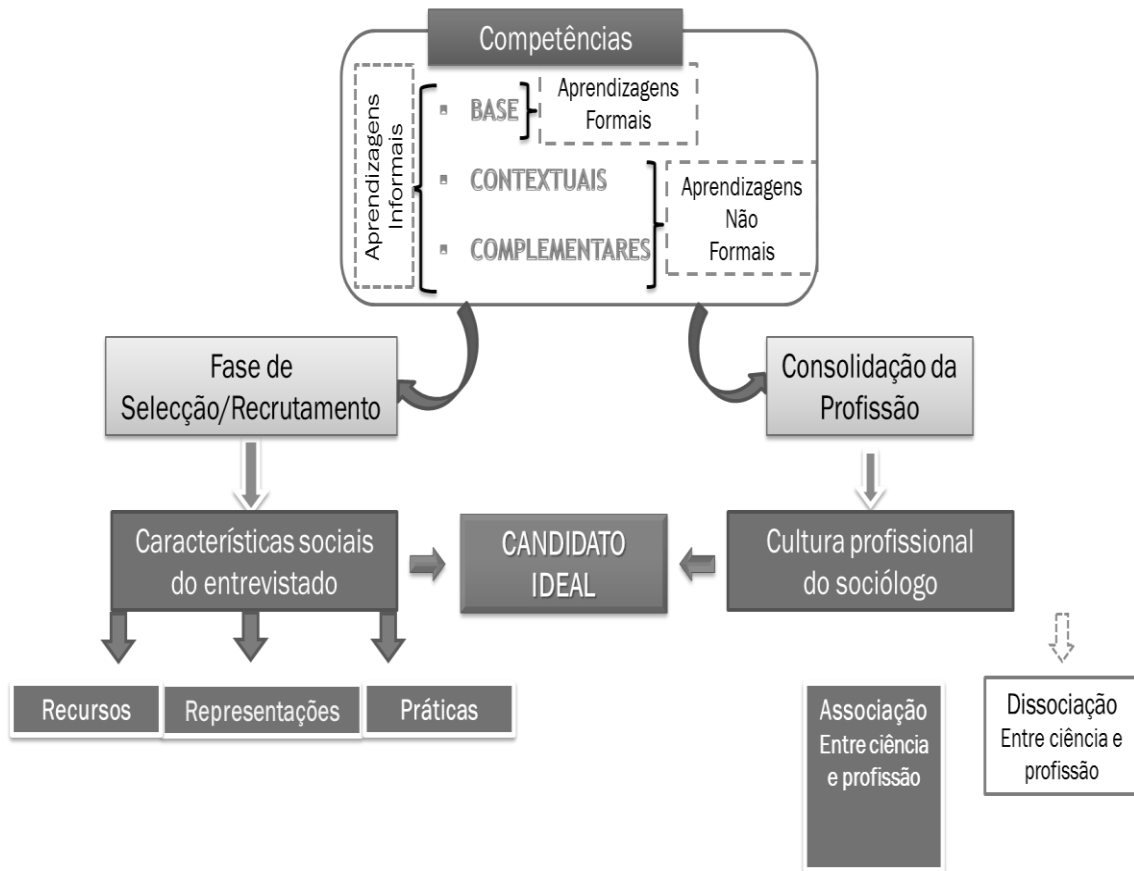 Competências
Aprendizagens
Informais
BASE
Aprendizagens
Formais
CONTEXTUAIS
COMPLEMENTARES
Aprendizagens
Não
Formais
Fase de
Selecção/Recrutamento
Consolidação da
Profissão
Características sociais
do entrevistado
CANDIDATO
IDEAL
Cultura profissional
do sociólogo
Recursos
Representações
Práticas
Associação
Entre ciência
e profissão
Dissociação
Entre ciência e
profissão